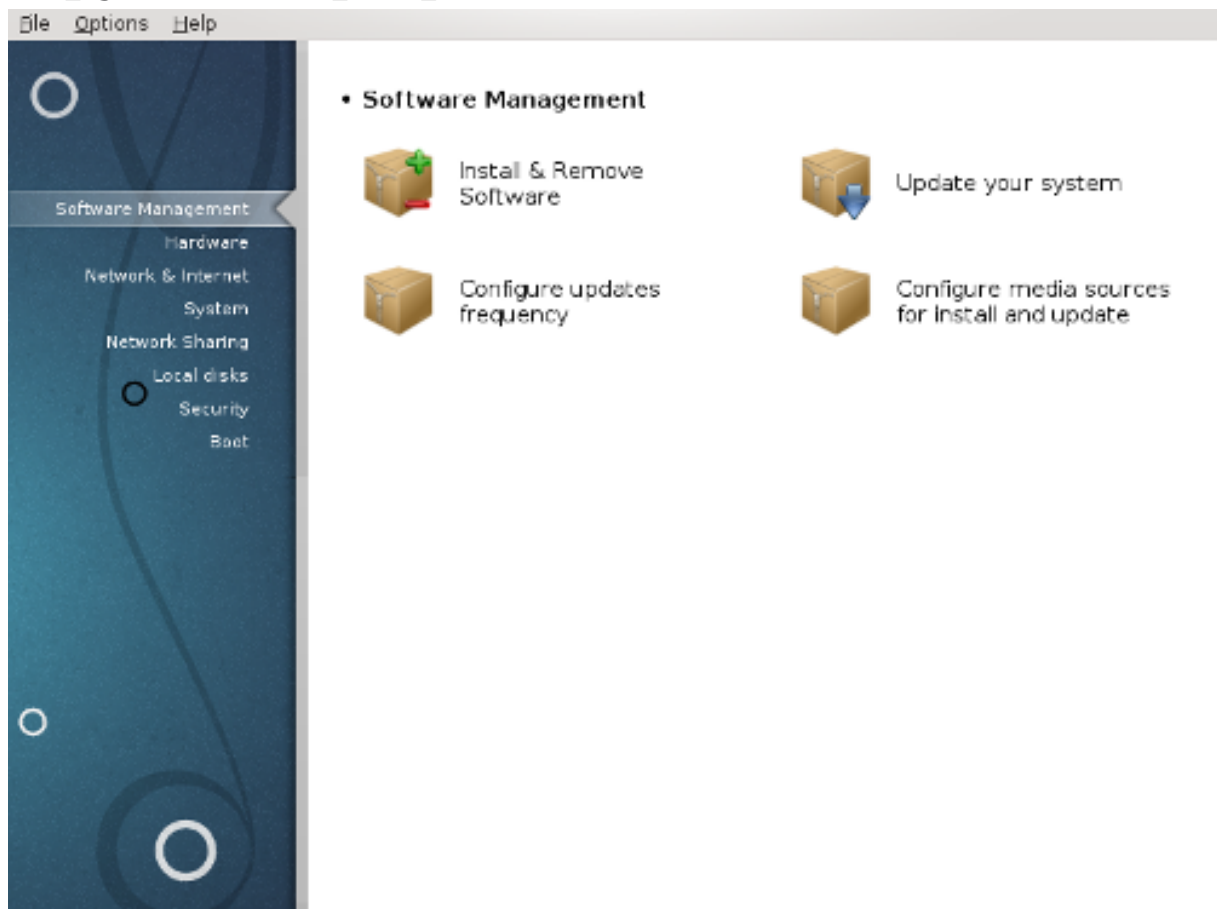 File Options Help
• Software Management
Install & Remove
Software
Update your system
Configure updates
frequency
Configure media sources
for install and update
Software Management
Hardware
Network & Internet
System
Network Sharing
Local disks
Security
Boot